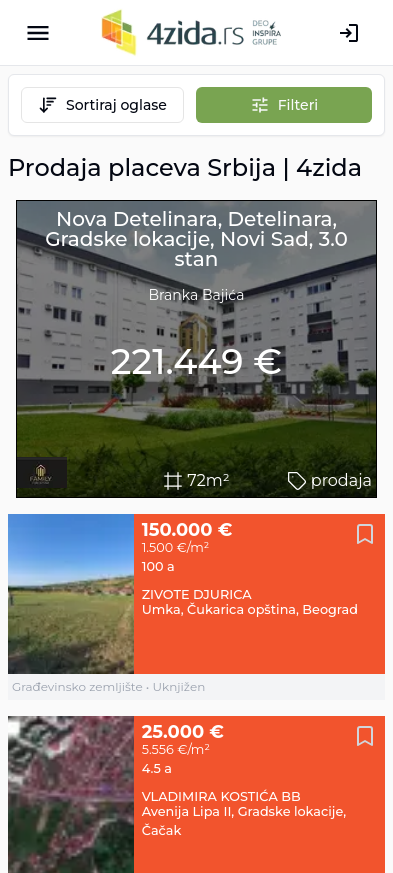 4zida.rs
DEO
INSPIRA
GRUPE
Sortiraj oglase
Filteri
Prodaja placeva Srbija | 4zida
Nova Detelinara, Detelinara,
Gradske lokacije, Novi Sad, 3.0
stan
Branka Bajića
221.449 €
FAMILY
72m²
prodaja
150.000 €
1.500 €/m²
100 a
ZIVOTE DJURICA
Umka, Čukarica opština, Beograd
Građevinsko zemljište • Uknjižen
25.000 €
5.556 €/m²
4.5 a
VLADIMIRA KOSTIĆA BB
Avenija Lipa II, Gradske lokacije,
Čačak